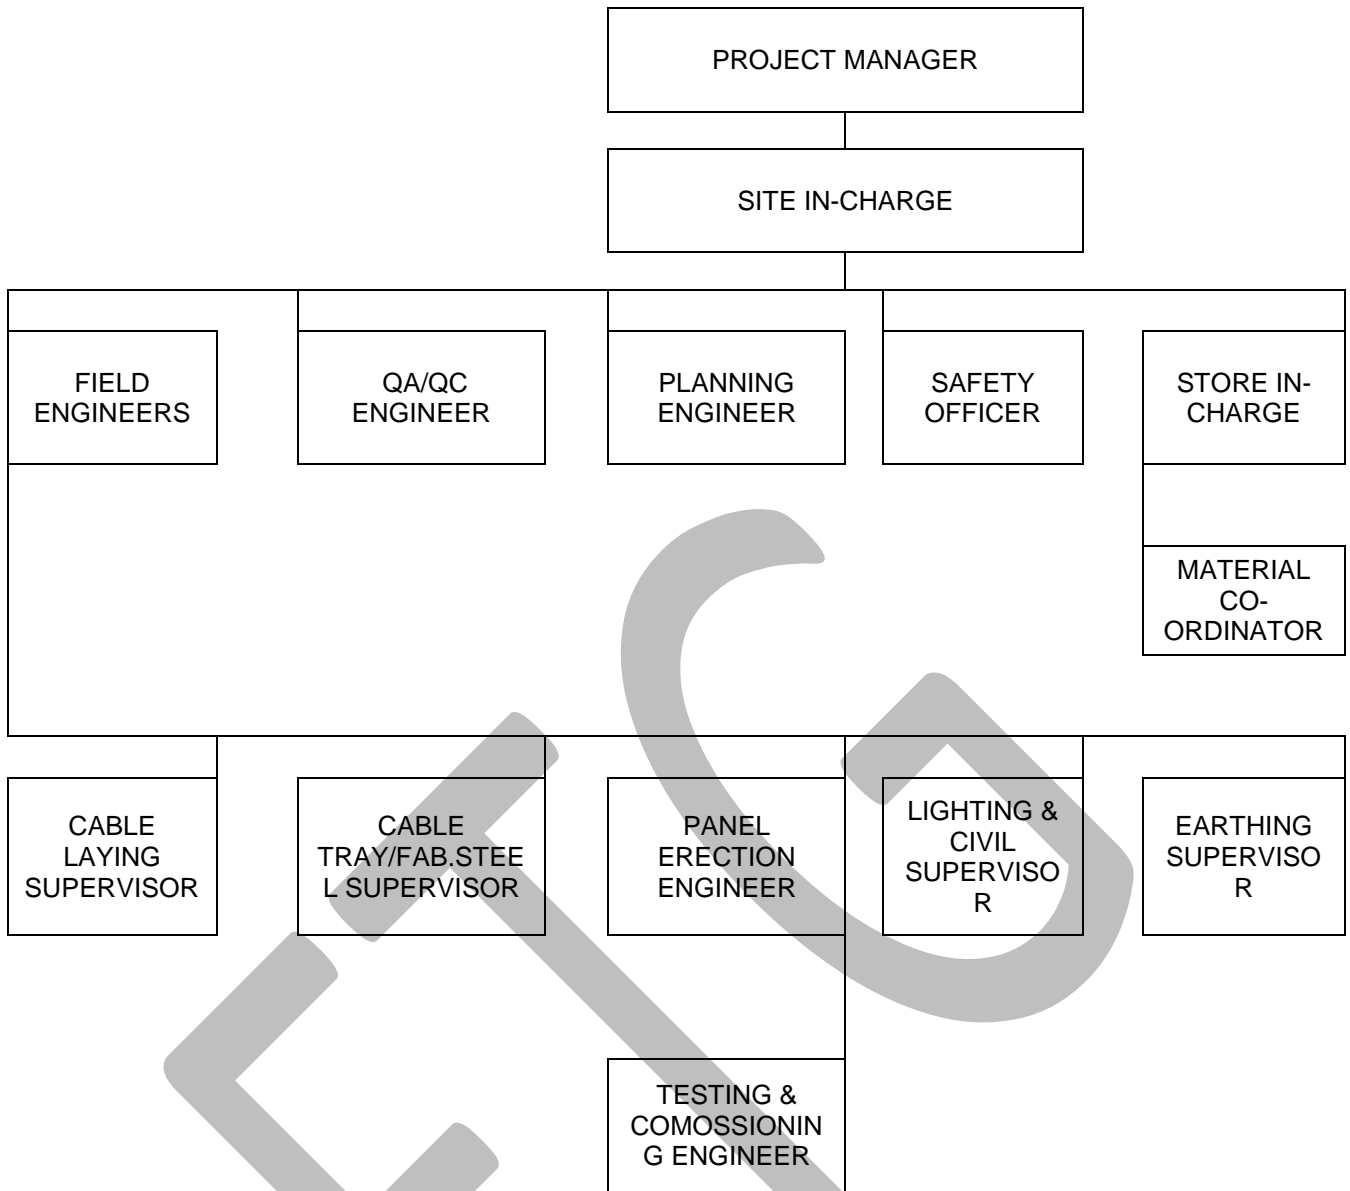 PROJECT MANAGER
SITE IN-CHARGE
FIELD
ENGINEERS
QA/QC
ENGINEER
PLANNING
ENGINEER
SAFETY
OFFICER
STORE IN-
CHARGE
MATERIAL
CO-
ORDINATOR
CABLE
LAYING
SUPERVISOR
CABLE
TRAY/FAB.STEE
L SUPERVISOR
PANEL
ERECTION
ENGINEER
LIGHTING &
CIVIL
SUPERVISO
R
EARTHING
SUPERVISO
R
TESTING &
COMOSSIONIN
G ENGINEER